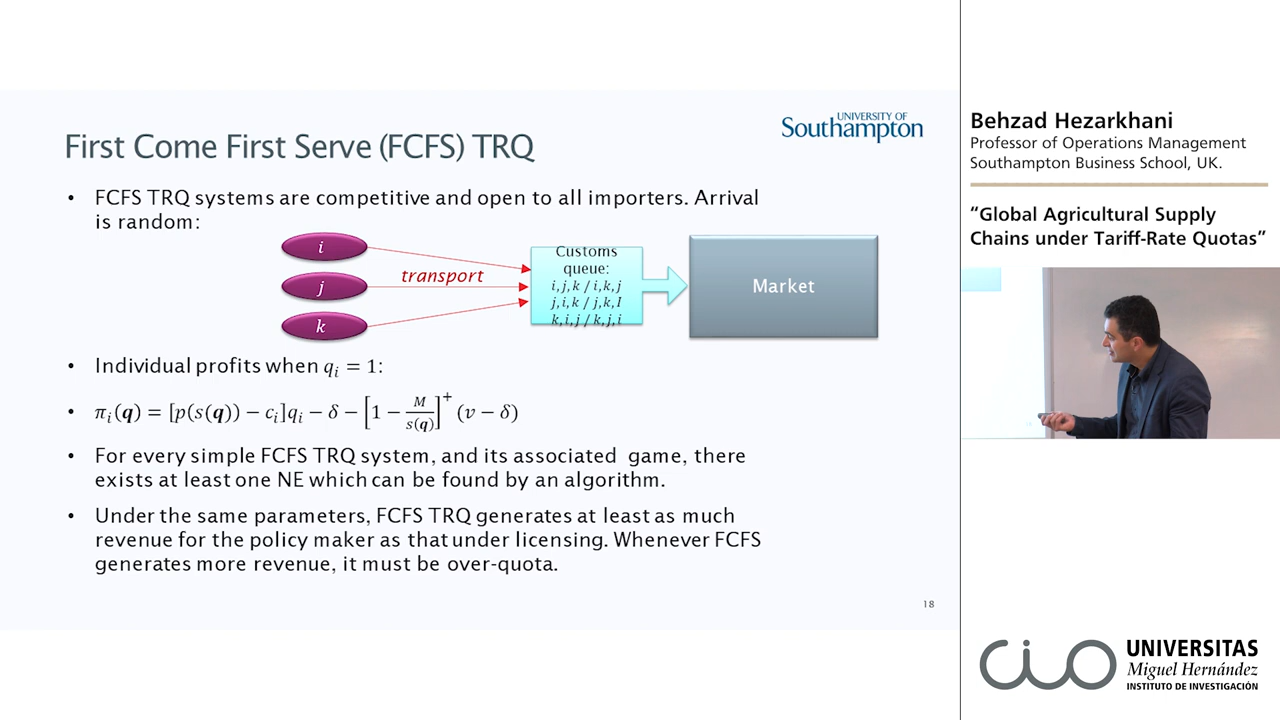 First Come First Serve (FCFS) TRQ
UNIVERSITY OF
Southampton
• FCFS TRQ systems are competitive and open to all importers. Arrival
is random:
i
j
k
transport
Customs
queue:
i,j,k / i,k,j
j,i,k / j,k,I
k,i,j / k,j,i
Market
• Individual profits when qᵢ = 1:
• πᵢ(q) = [p(s(q)) − cᵢ]qᵢ − δ − [1 − M/s(q)]⁺ (v − δ)
• For every simple FCFS TRQ system, and its associated game, there
exists at least one NE which can be found by an algorithm.
• Under the same parameters, FCFS TRQ generates at least as much
revenue for the policy maker as that under licensing. Whenever FCFS
generates more revenue, it must be over-quota.
18
Behzad Hezarkhani
Professor of Operations Management
Southampton Business School, UK.
“Global Agricultural Supply
Chains under Tariff-Rate Quotas”
cio
UNIVERSITAS
Miguel Hernández
INSTITUTO DE INVESTIGACIÓN